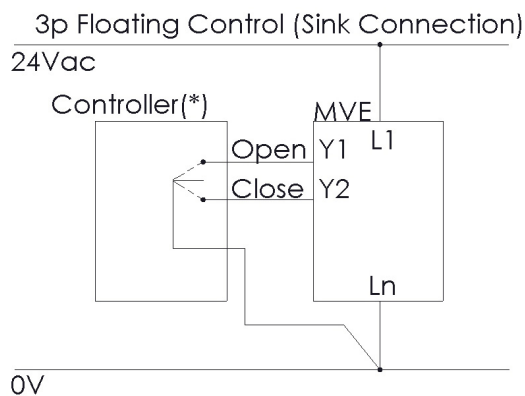 3p Floating Control (Sink Connection)
24Vac
Controller(*)
MVE
L1
Open
Y1
Close
Y2
Ln
0V